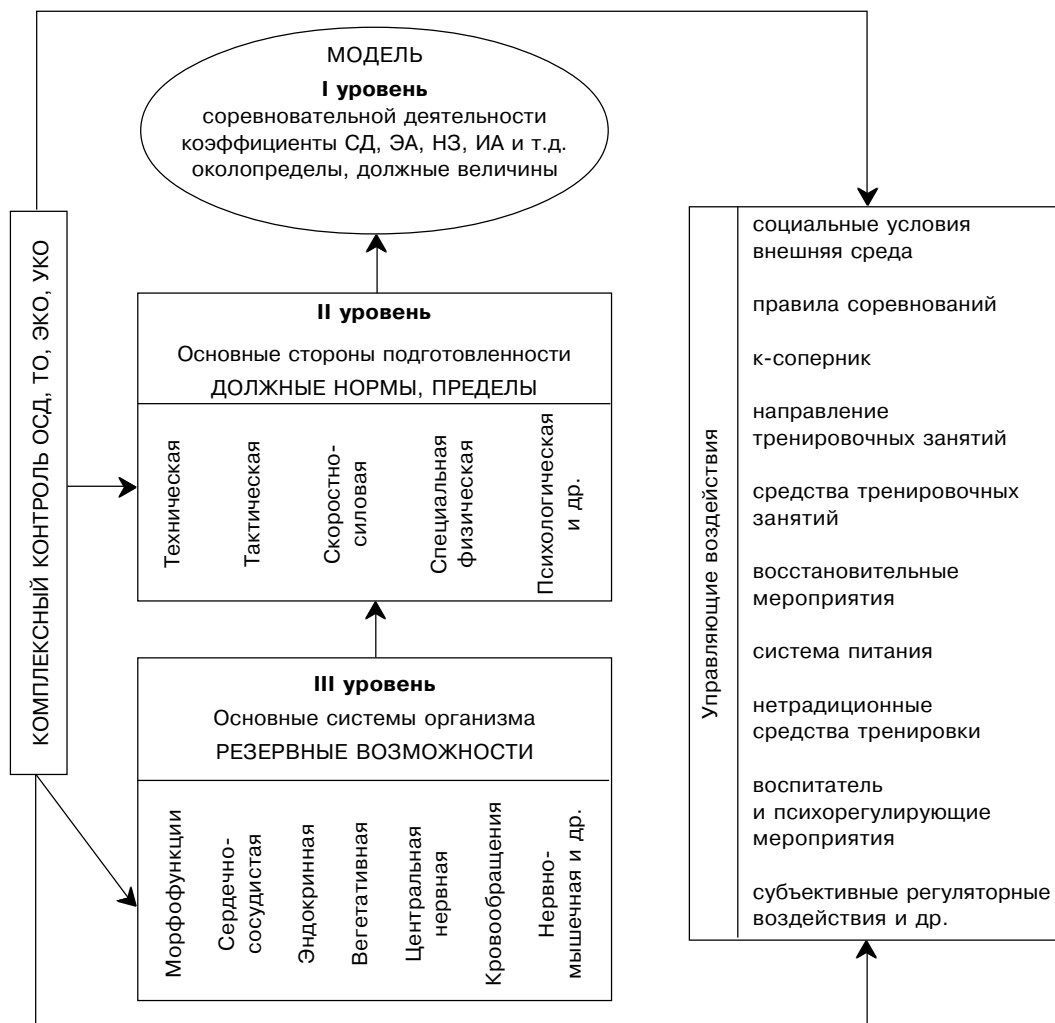 МОДЕЛЬ
I уровень
соревновательной деятельности
коэффициенты СД, ЭА, НЗ, ИА и т.д.
околопределы, должные величины
КОМПЛЕКСНЫЙ КОНТРОЛЬ ОСД, ТО, ЭКО, УКО
II уровень
Основные стороны подготовленности
ДОЛЖНЫЕ НОРМЫ, ПРЕДЕЛЫ
Техническая
Тактическая
Скоростно-
силовая
Специальная
физическая
Психологическая
и др.
III уровень
Основные системы организма
РЕЗЕРВНЫЕ ВОЗМОЖНОСТИ
Морфофункции
Сердечно-
сосудистая
Эндокринная
Вегетативная
Центральная
нервная
Кровообращения
Нервно-
мышечная и др.
Управляющие воздействия
социальные условия
внешняя среда
правила соревнований
к-соперник
направление
тренировочных занятий
средства тренировочных
занятий
восстановительные
мероприятия
система питания
нетрадиционные
средства тренировки
воспитатель
и психорегулирующие
мероприятия
субъективные регуляторные
воздействия и др.